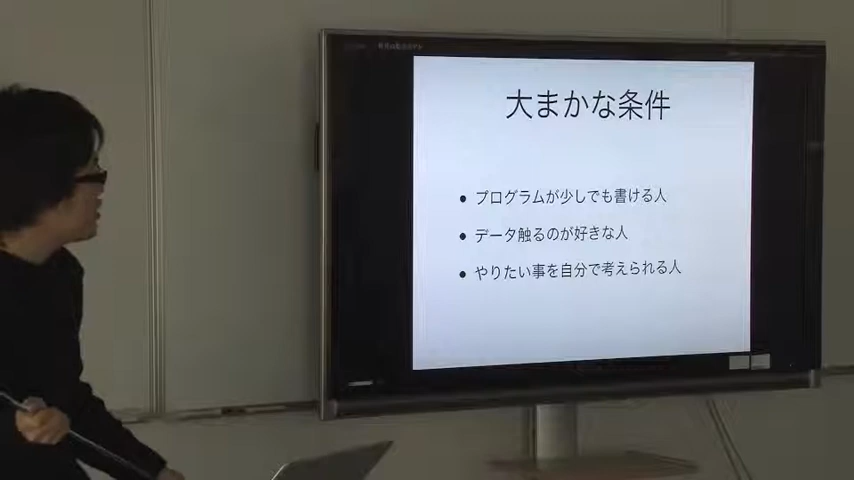 大まかな条件
• プログラムが少しでも書ける人
• データ触るのが好きな人
• やりたい事を自分で考えられる人